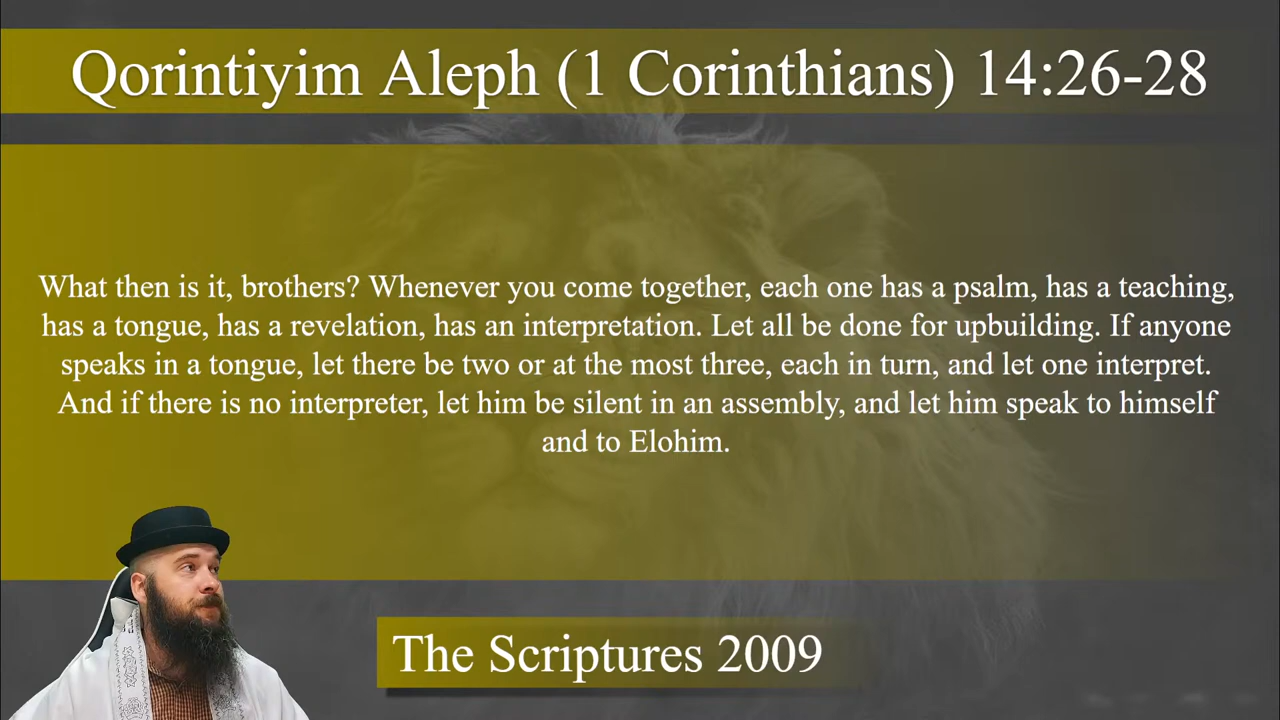 Qorintiyim Aleph (1 Corinthians) 14:26-28
What then is it, brothers? Whenever you come together, each one has a psalm, has a teaching,
has a tongue, has a revelation, has an interpretation. Let all be done for upbuilding. If anyone
speaks in a tongue, let there be two or at the most three, each in turn, and let one interpret.
And if there is no interpreter, let him be silent in an assembly, and let him speak to himself
and to Elohim.
The Scriptures 2009